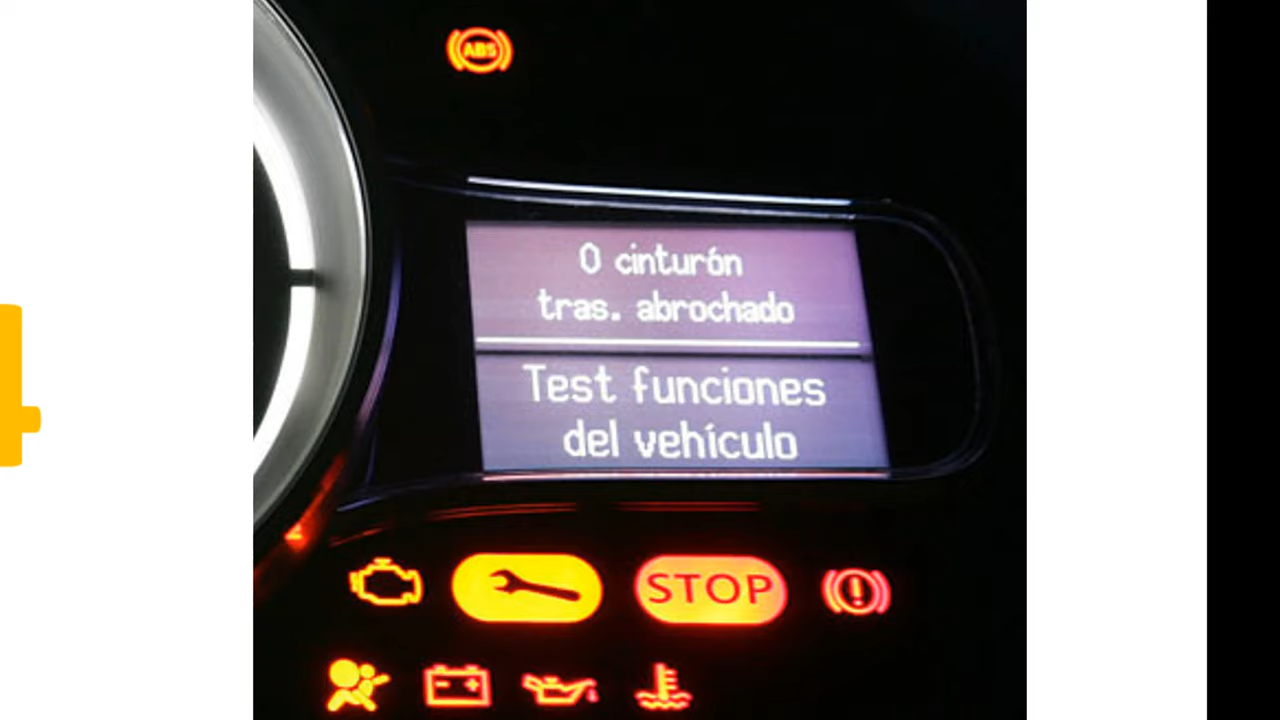 ABS
0 cinturón
tras. abrochado
Test funciones
del vehículo
STOP